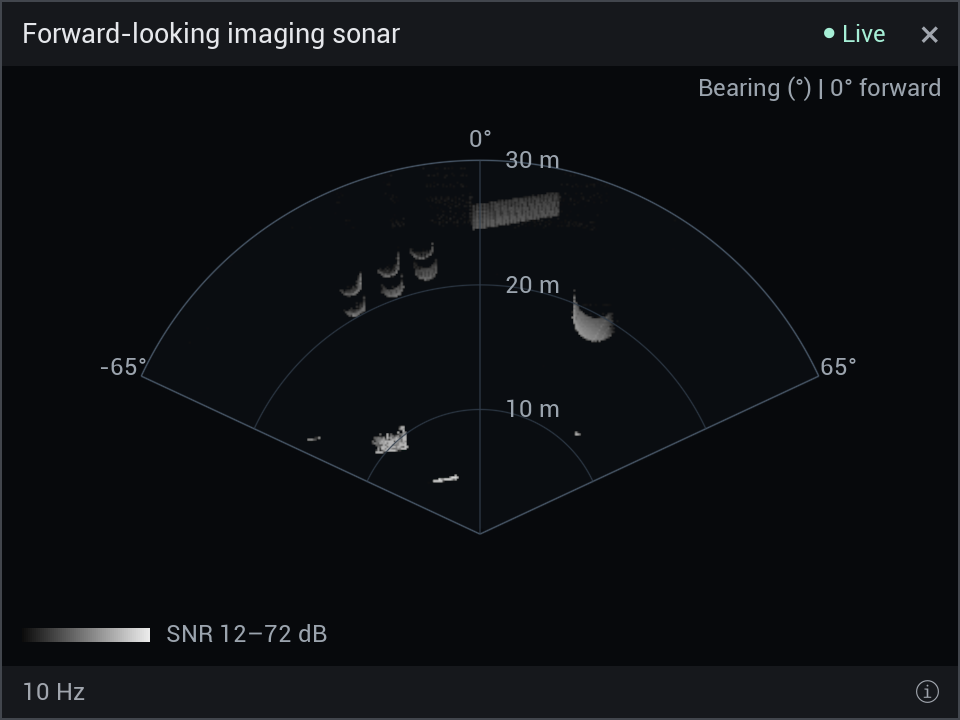 Forward-looking imaging sonar
Live
Bearing (°) | 0° forward
0°
30 m
20 m
-65°
65°
10 m
SNR 12–72 dB
10 Hz